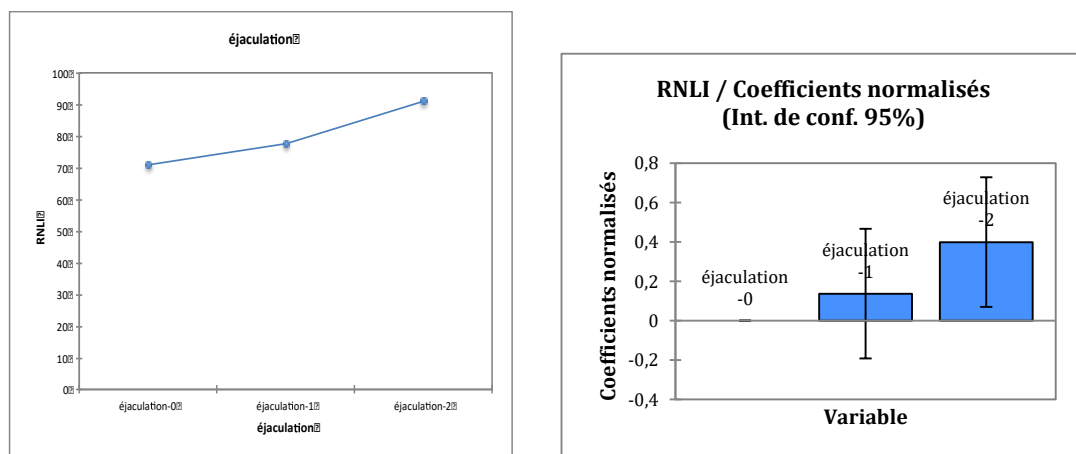 éjaculation
100
90
80
70
60
50
40
30
20
10
0
RNLI
éjaculation-0
éjaculation-1
éjaculation-2
éjaculation
RNLI / Coefficients normalisés
(Int. de conf. 95%)
0,8
0,6
0,4
0,2
0
-0,2
-0,4
Coefficients normalisés
éjaculation
-0
éjaculation
-1
éjaculation
-2
Variable